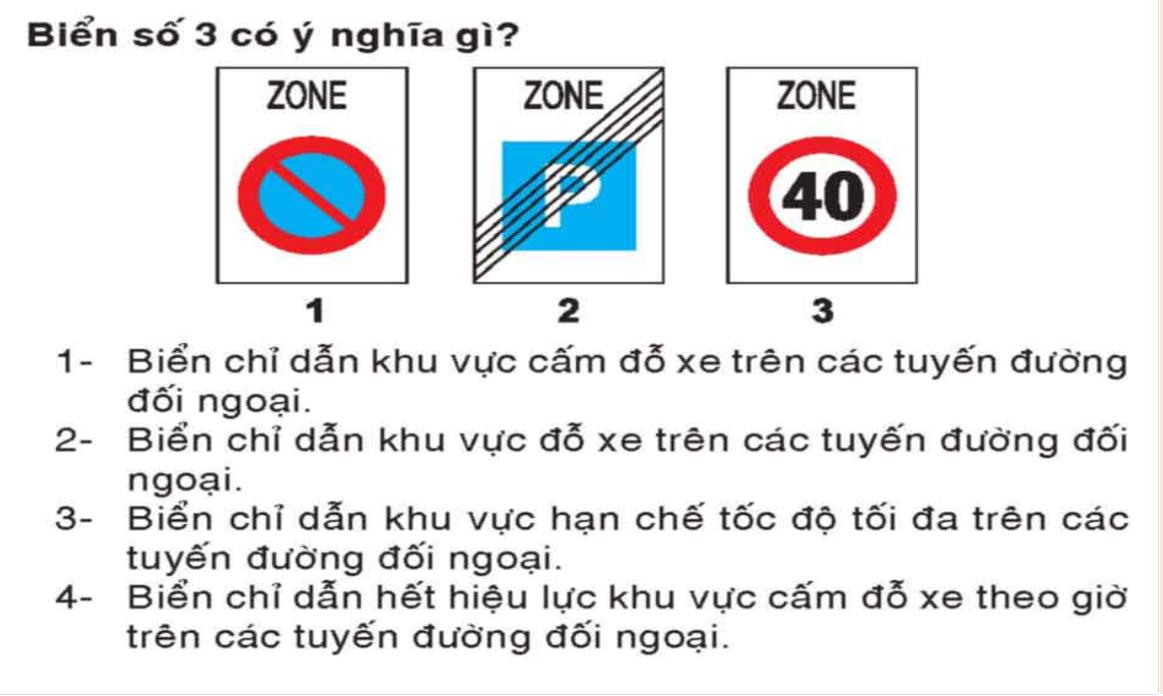 Biển số 3 có ý nghĩa gì?
ZONE ZONE ZONE
P 40
1 2 3
1- Biển chỉ dẫn khu vực cấm đỗ xe trên các tuyến đường
đối ngoại.
2- Biển chỉ dẫn khu vực đỗ xe trên các tuyến đường đối
ngoại.
3- Biển chỉ dẫn khu vực hạn chế tốc độ tối đa trên các
tuyến đường đối ngoại.
4- Biển chỉ dẫn hết hiệu lực khu vực cấm đỗ xe theo giờ
trên các tuyến đường đối ngoại.